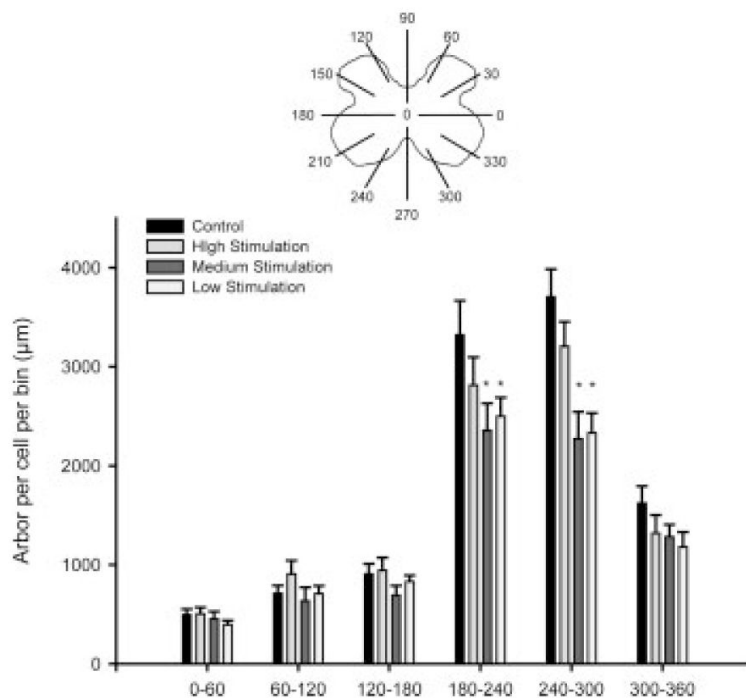 90
120 60
150 30
180 0 0
210 330
240 300
270
Control
HIgh Stimulation
Medium Stimulation
Low Stimulation
Arbor per cell per bin (μm)
4000
3000
2000
1000
0
* *
* *
0-60 60-120 120-180 180-240 240-300 300-360